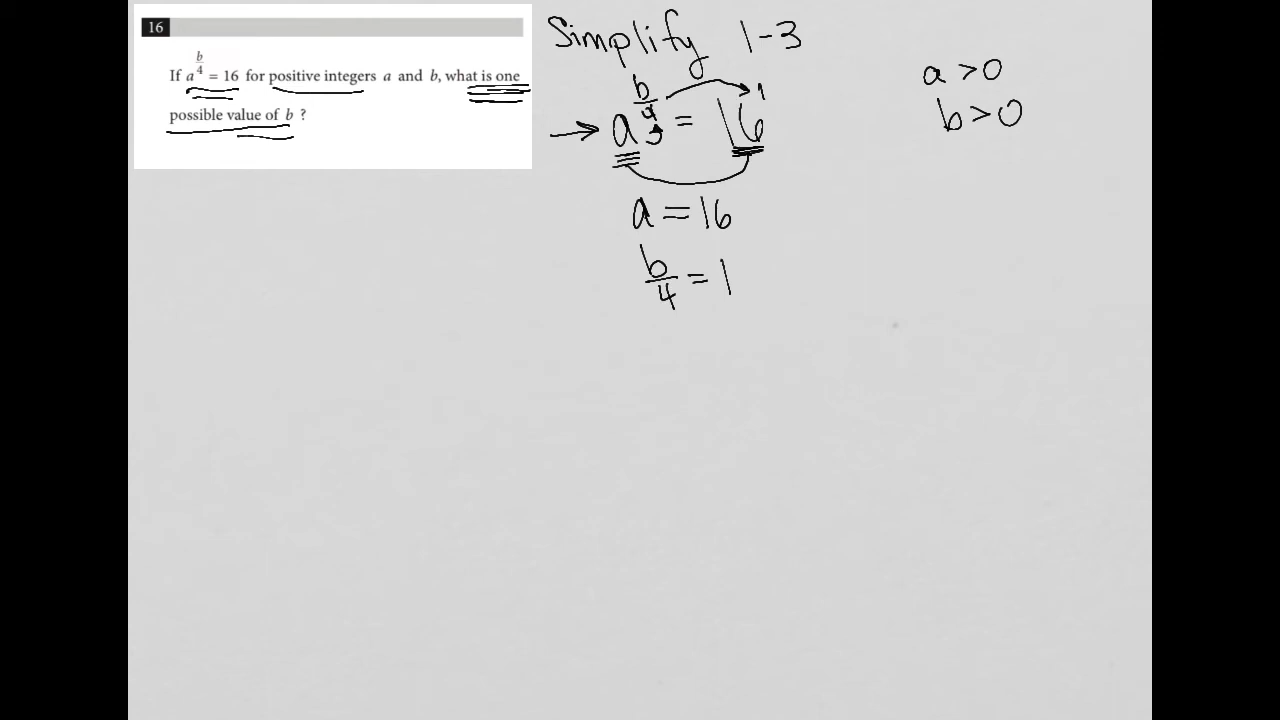 16
If a^(b/4) = 16 for positive integers a and b, what is one
possible value of b ?
Simplify 1-3
a^(b/4) = 16^1
a = 16
b/4 = 1
a > 0
b > 0